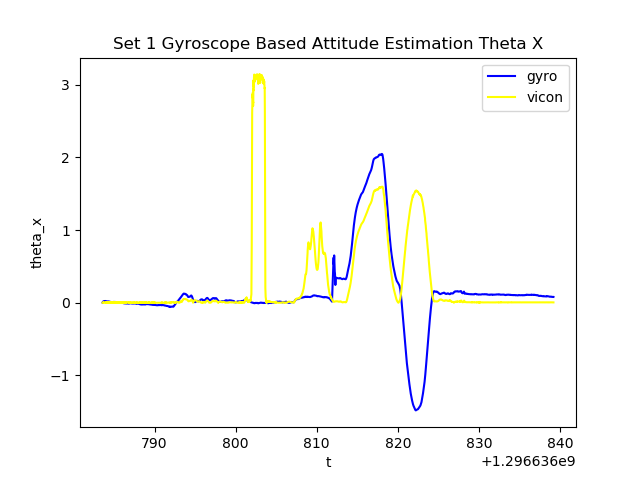 Set 1 Gyroscope Based Attitude Estimation Theta X
gyro
vicon
3
2
1
0
−1
theta_x
790 800 810 820 830 840
t
+1.296636e9